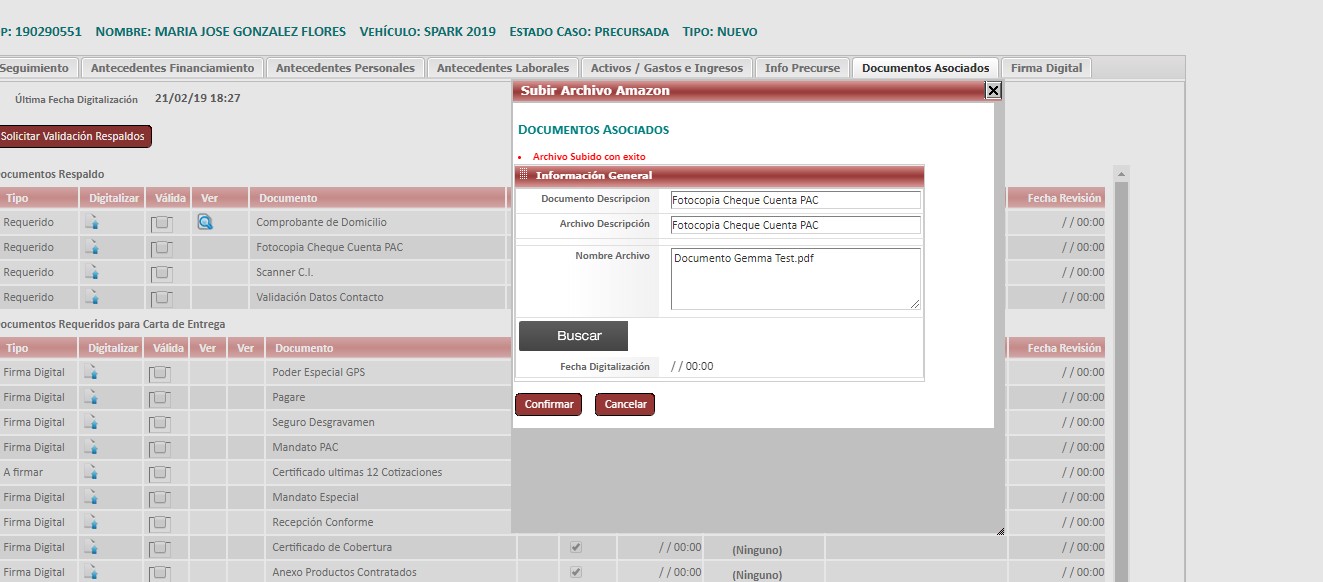 P: 190290551 NOMBRE: MARIA JOSE GONZALEZ FLORES VEHÍCULO: SPARK 2019 ESTADO CASO: PRECURSADA TIPO: NUEVO
Seguimiento Antecedentes Financiamiento Antecedentes Personales Antecedentes Laborales Activos / Gastos e Ingresos Info Precurse Documentos Asociados Firma Digital
Última Fecha Digitalización 21/02/19 18:27
Solicitar Validación Respaldos
ocumentos Respaldo
Tipo Digitalizar Válida Ver Documento Fecha Revisión
Requerido Comprobante de Domicilio / / 00:00
Requerido Fotocopia Cheque Cuenta PAC / / 00:00
Requerido Scanner C.I. / / 00:00
Requerido Validación Datos Contacto / / 00:00
ocumentos Requeridos para Carta de Entrega
Tipo Digitalizar Válida Ver Ver Documento Fecha Revisión
Firma Digital Poder Especial GPS / / 00:00
Firma Digital Pagare / / 00:00
Firma Digital Seguro Desgravamen / / 00:00
Firma Digital Mandato PAC / / 00:00
A firmar Certificado ultimas 12 Cotizaciones / / 00:00
Firma Digital Mandato Especial / / 00:00
Firma Digital Recepción Conforme / / 00:00
Firma Digital Certificado de Cobertura / / 00:00 (Ninguno) / / 00:00
Firma Digital Anexo Productos Contratados / / 00:00 (Ninguno) / / 00:00
Subir Archivo Amazon
DOCUMENTOS ASOCIADOS
• Archivo Subido con exito
Información General
Documento Descripcion Fotocopia Cheque Cuenta PAC
Archivo Descripción Fotocopia Cheque Cuenta PAC
Nombre Archivo Documento Gemma Test.pdf
Buscar
Fecha Digitalización / / 00:00
Confirmar Cancelar